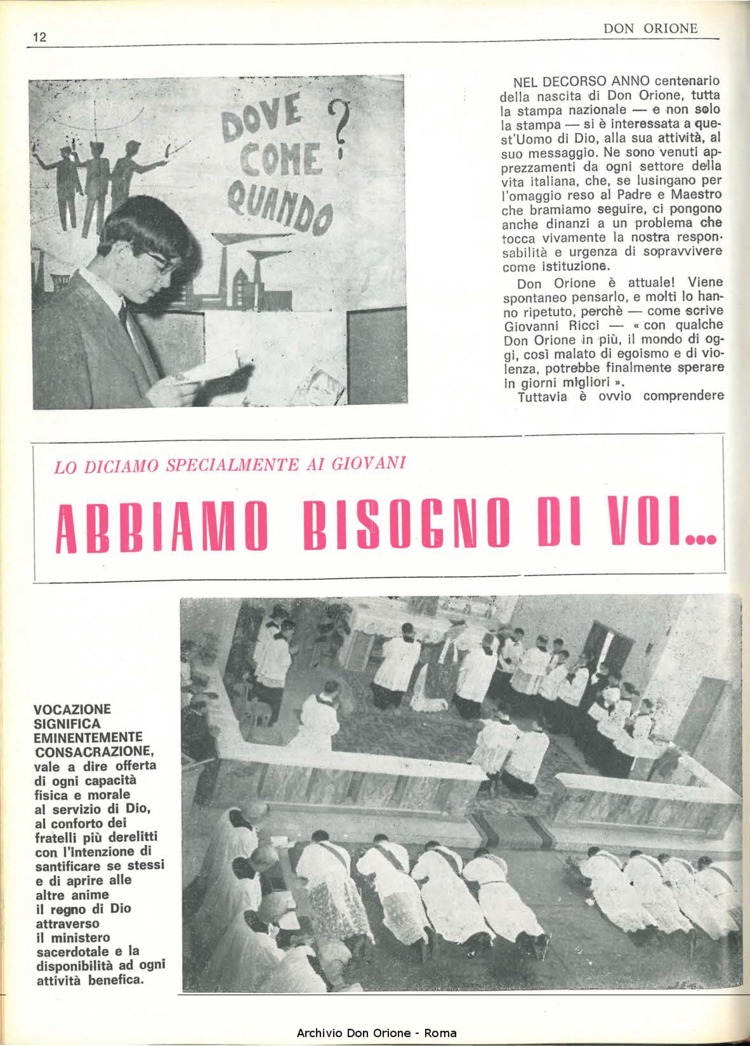 12
DON ORIONE
DOVE
COME
QUANDO
?
NEL DECORSO ANNO centenario
della nascita di Don Orione, tutta
la stampa nazionale — e non solo
la stampa — si è interessata a que-
st'Uomo di Dio, alla sua attività, al
suo messaggio. Ne sono venuti ap-
prezzamenti da ogni settore della
vita italiana, che, se lusingano per
l'omaggio reso al Padre e Maestro
che bramiamo seguire, ci pongono
anche dinanzi a un problema che
tocca vivamente la nostra respon-
sabilità e urgenza di sopravvivere
come istituzione.
Don Orione è attuale! Viene
spontaneo pensarlo, e molti lo han-
no ripetuto, perchè — come scrive
Giovanni Ricci — « con qualche
Don Orione in più, il mondo di og-
gi, così malato di egoismo e di vio-
lenza, potrebbe finalmente sperare
in giorni migliori ».
Tuttavia è ovvio comprendere
LO DICIAMO SPECIALMENTE AI GIOVANI
ABBIAMO BISOGNO DI VOI...
VOCAZIONE
SIGNIFICA
EMINENTEMENTE
CONSACRAZIONE,
vale a dire offerta
di ogni capacità
fisica e morale
al servizio di Dio,
al conforto dei
fratelli più derelitti
con l'intenzione di
santificare se stessi
e di aprire alle
altre anime
il regno di Dio
attraverso
il ministero
sacerdotale e la
disponibilità ad ogni
attività benefica.
Archivio Don Orione - Roma